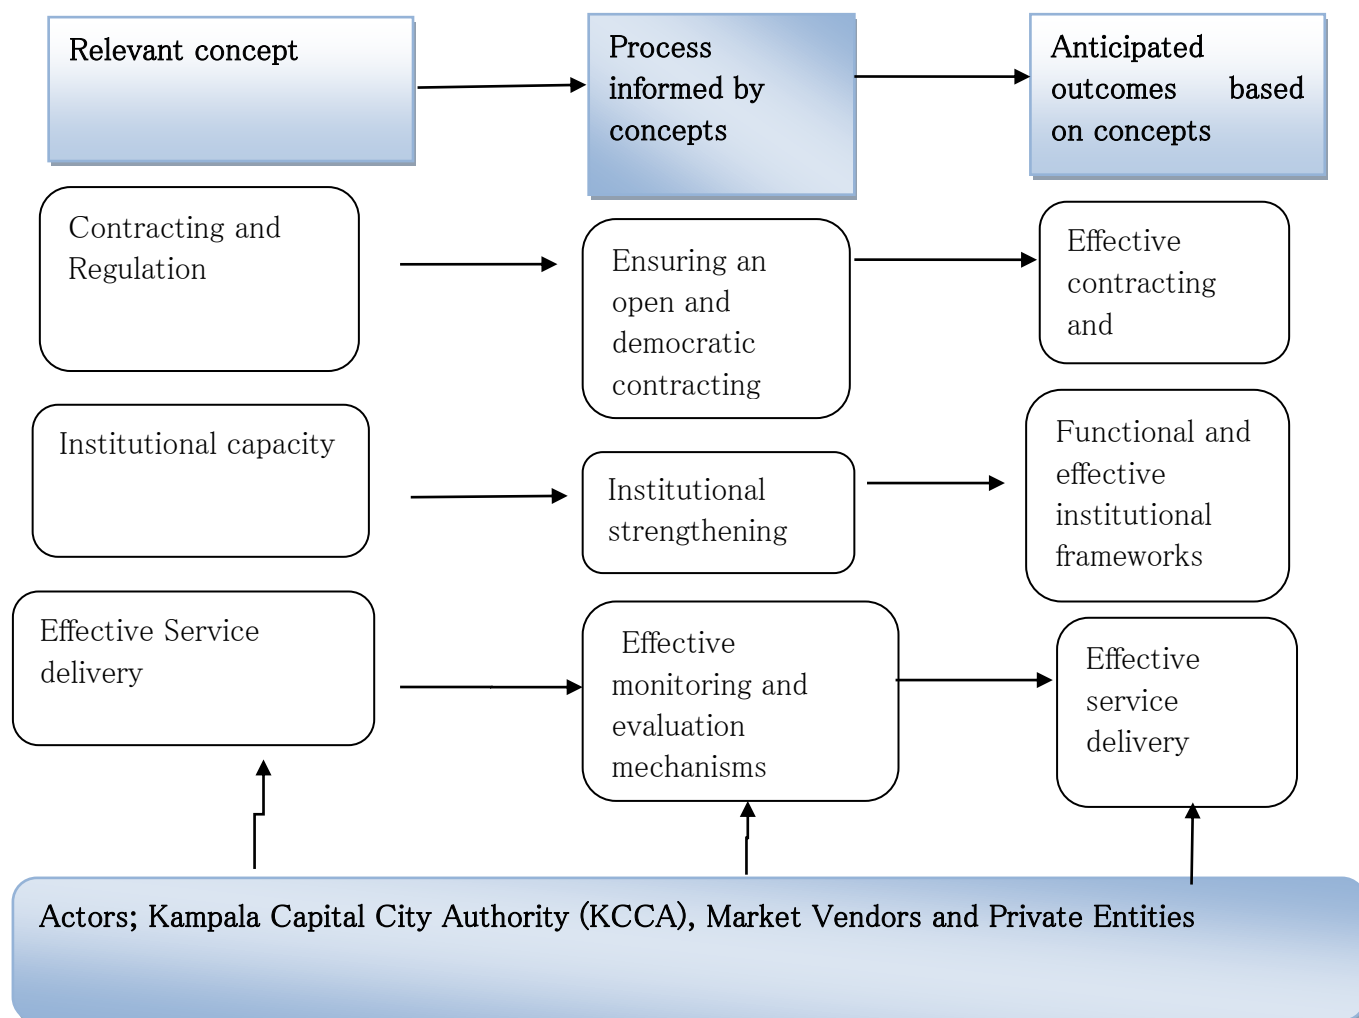 Relevant concept
Process
informed by
concepts
Anticipated
outcomes based
on concepts
Contracting and
Regulation
Ensuring an
open and
democratic
contracting
Effective
contracting
and
Institutional capacity
Institutional
strengthening
Functional and
effective
institutional
frameworks
Effective Service
delivery
Effective
monitoring and
evaluation
mechanisms
Effective
service
delivery
Actors; Kampala Capital City Authority (KCCA), Market Vendors and Private Entities